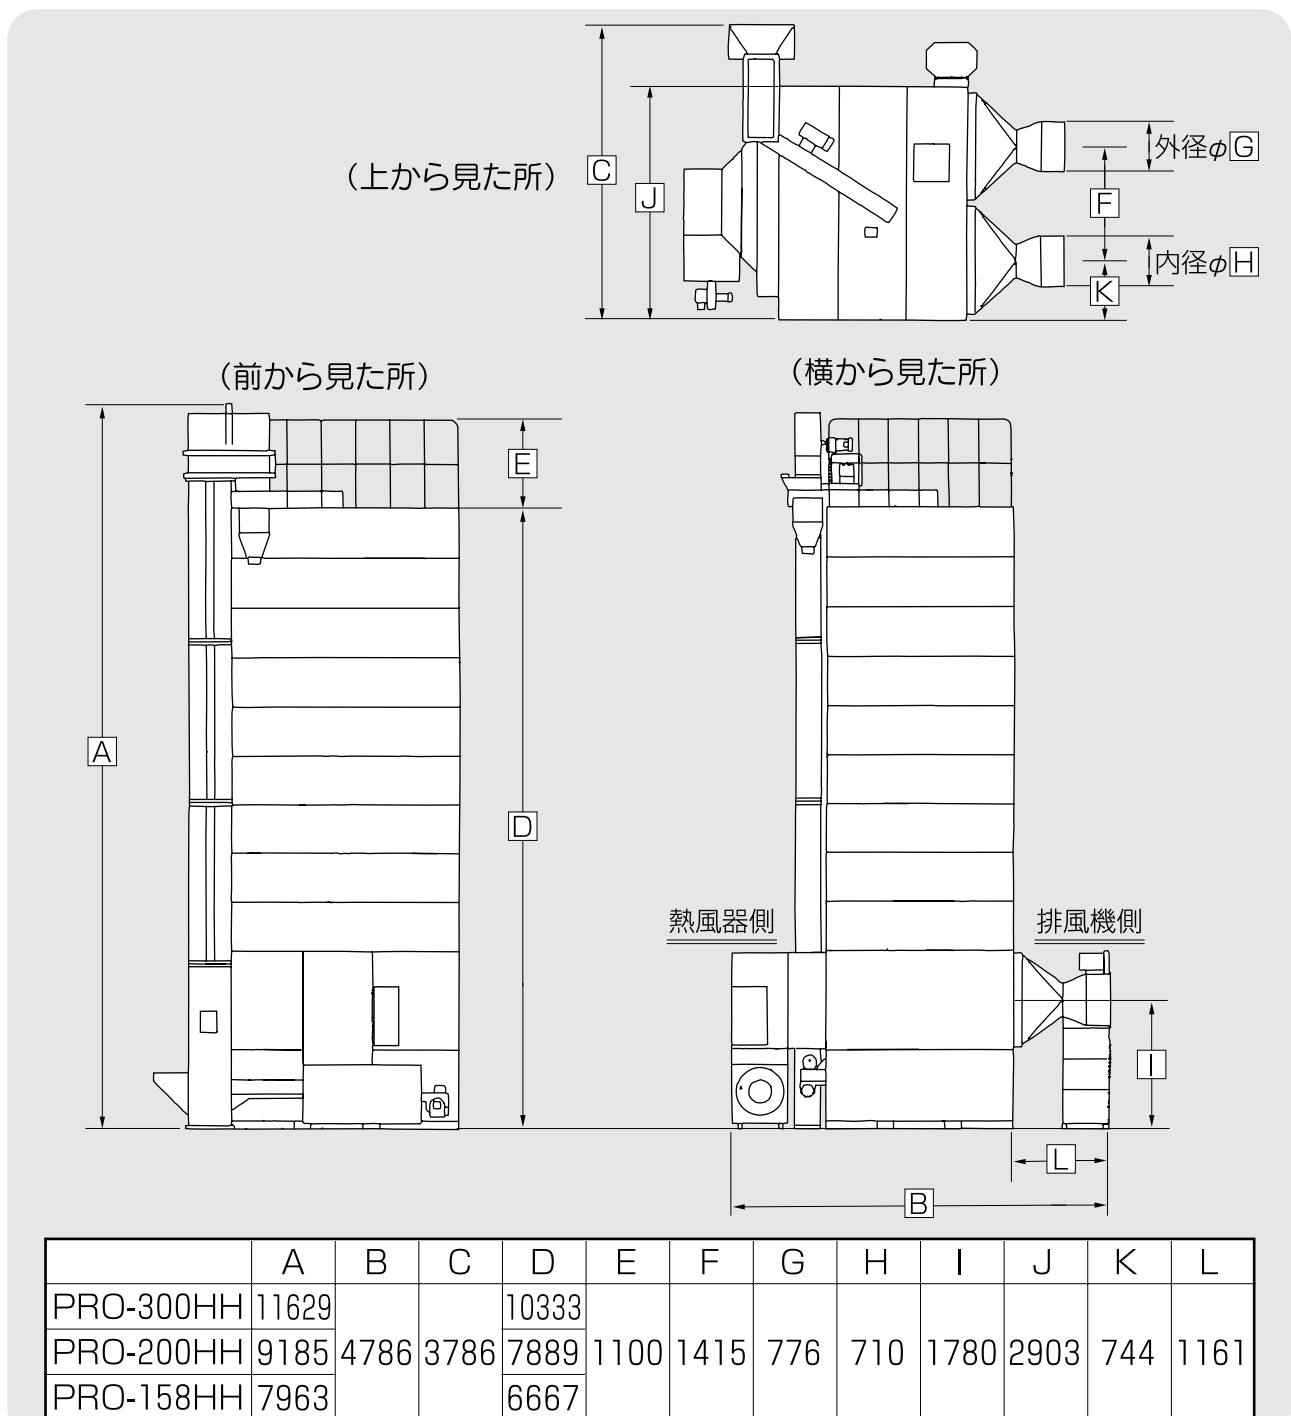 C
J
(上から見た所)
外径φG
F
内径φH
K
(前から見た所)
(横から見た所)
E
A
D
熱風器側
排風機側
I
L
B
A B C D E F G H I J K L
PRO-300HH 11629 10333
PRO-200HH 9185 4786 3786 7889 1100 1415 776 710 1780 2903 744 1161
PRO-158HH 7963 6667